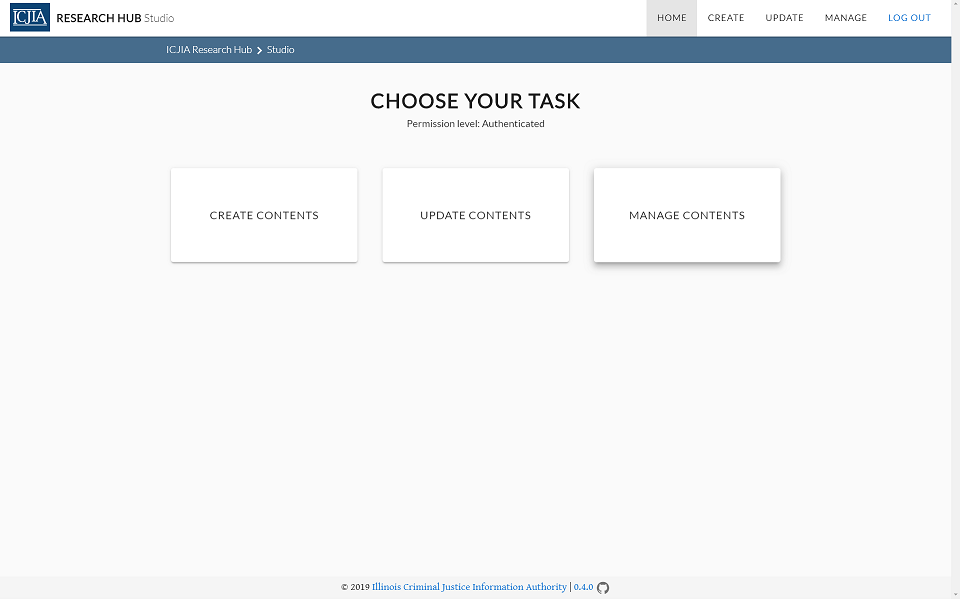 ICJIA RESEARCH HUB Studio HOME CREATE UPDATE MANAGE LOG OUT
ICJIA Research Hub Studio
CHOOSE YOUR TASK
Permission level: Authenticated
CREATE CONTENTS UPDATE CONTENTS MANAGE CONTENTS
© 2019 Illinois Criminal Justice Information Authority | 0.4.0